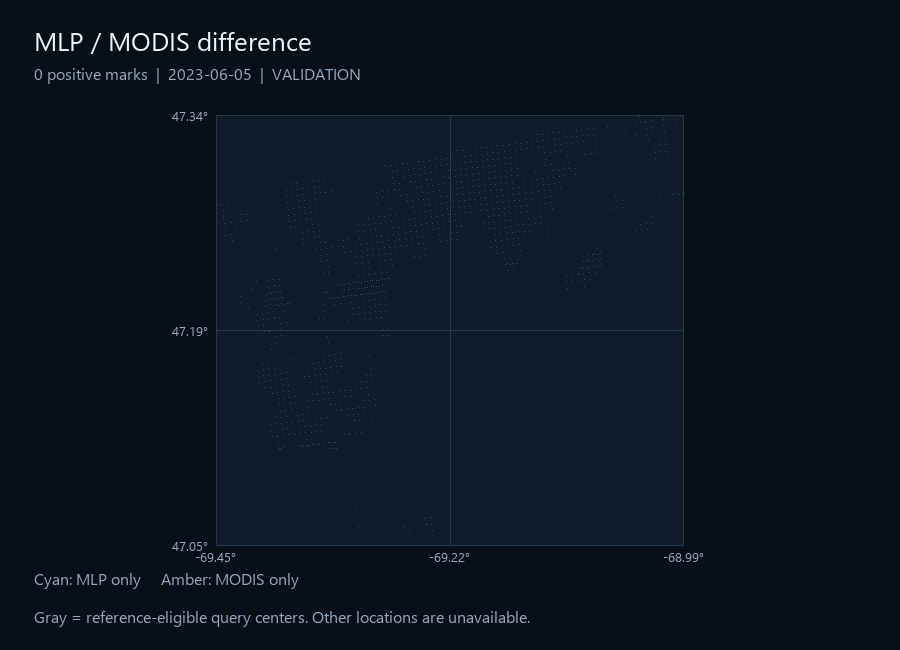 MLP / MODIS difference
0 positive marks | 2023-06-05 | VALIDATION
47.34°
47.19°
47.05°
-69.45° -69.22° -68.99°
Cyan: MLP only Amber: MODIS only
Gray = reference-eligible query centers. Other locations are unavailable.